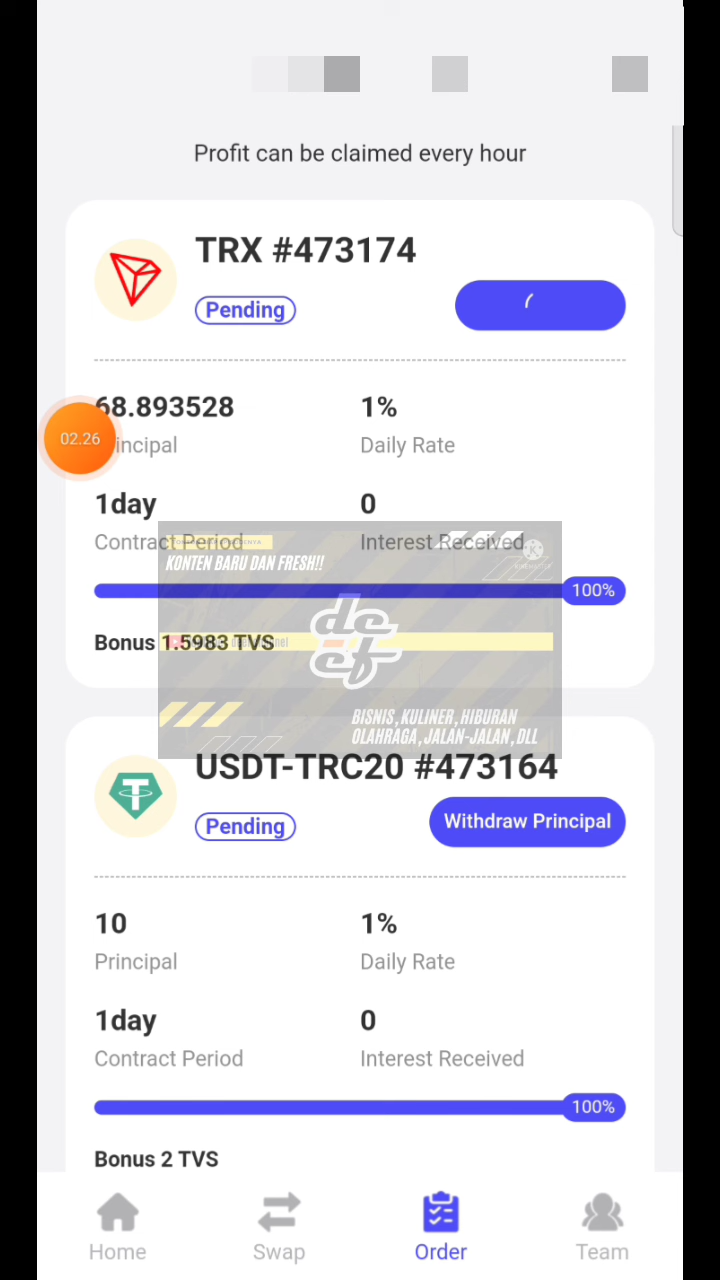 Profit can be claimed every hour
TRX #473174
Pending
68.893528
1%
02.26
incipal
Daily Rate
1day
0
Contract Period
Interest Received
KONTEN BARU DAN FRESH!!
100%
Bonus 1.5983 TVS
deef
BISNIS, KULINER, HIBURAN
OLAHRAGA, JALAN-JALAN, DLL
USDT-TRC20 #473164
Pending
Withdraw Principal
10
1%
Principal
Daily Rate
1day
0
Contract Period
Interest Received
100%
Bonus 2 TVS
Home
Swap
Order
Team